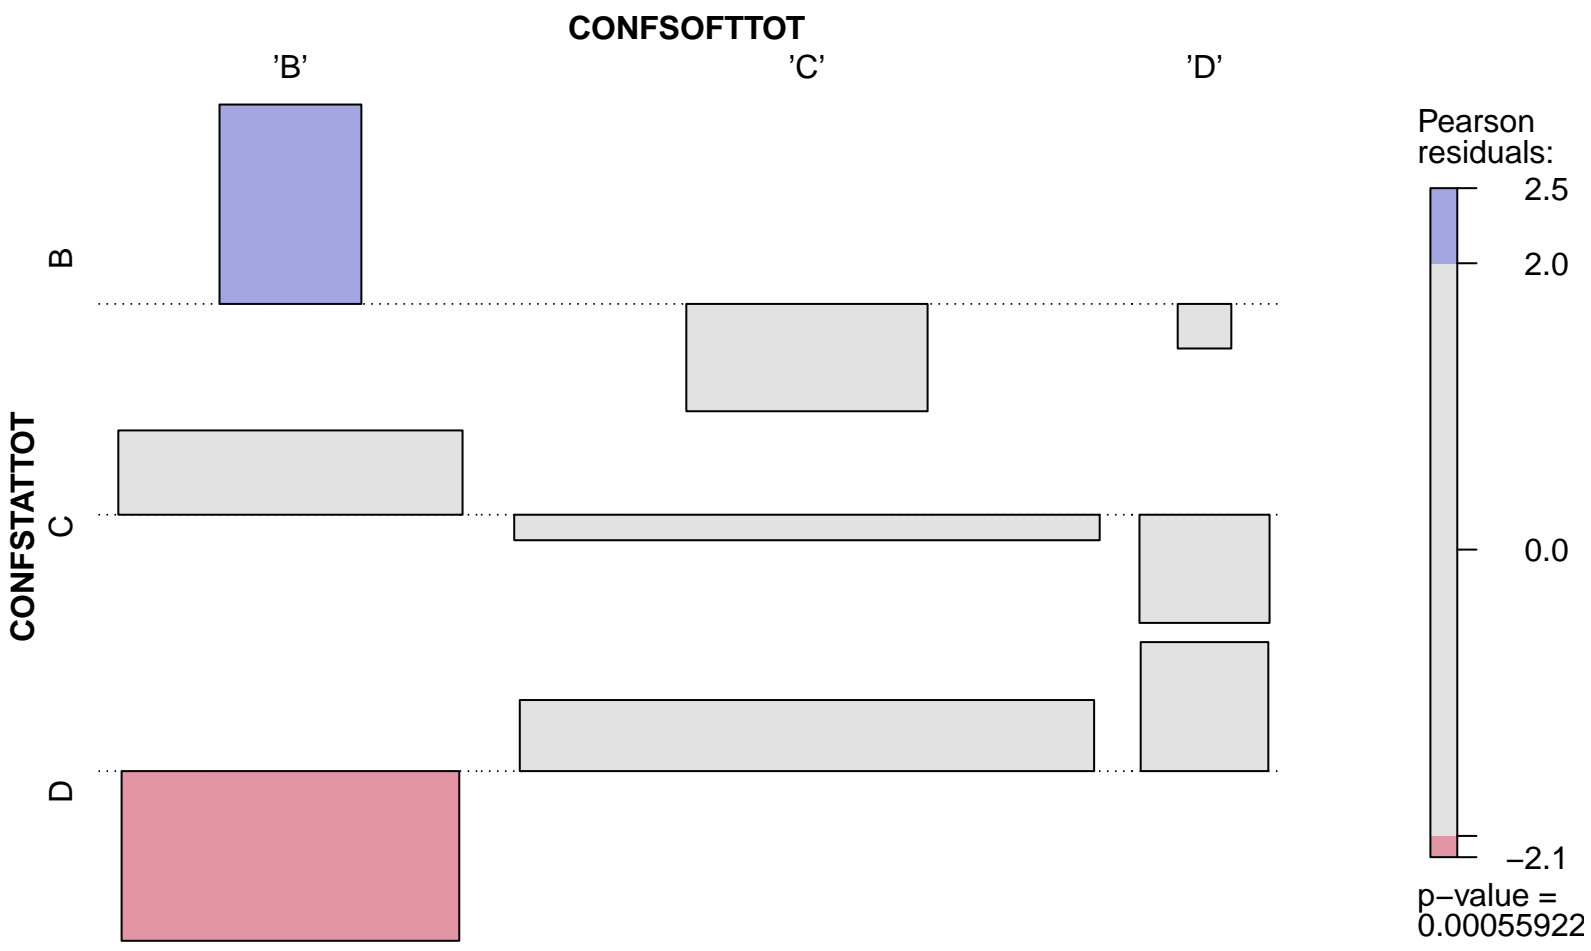 CONFSOFTTOT
’B’ ’C’ ’D’
CONFSTATTOT
B
C
D
Pearson
residuals:
2.5
2.0
0.0
−2.1
p−value =
0.00055922